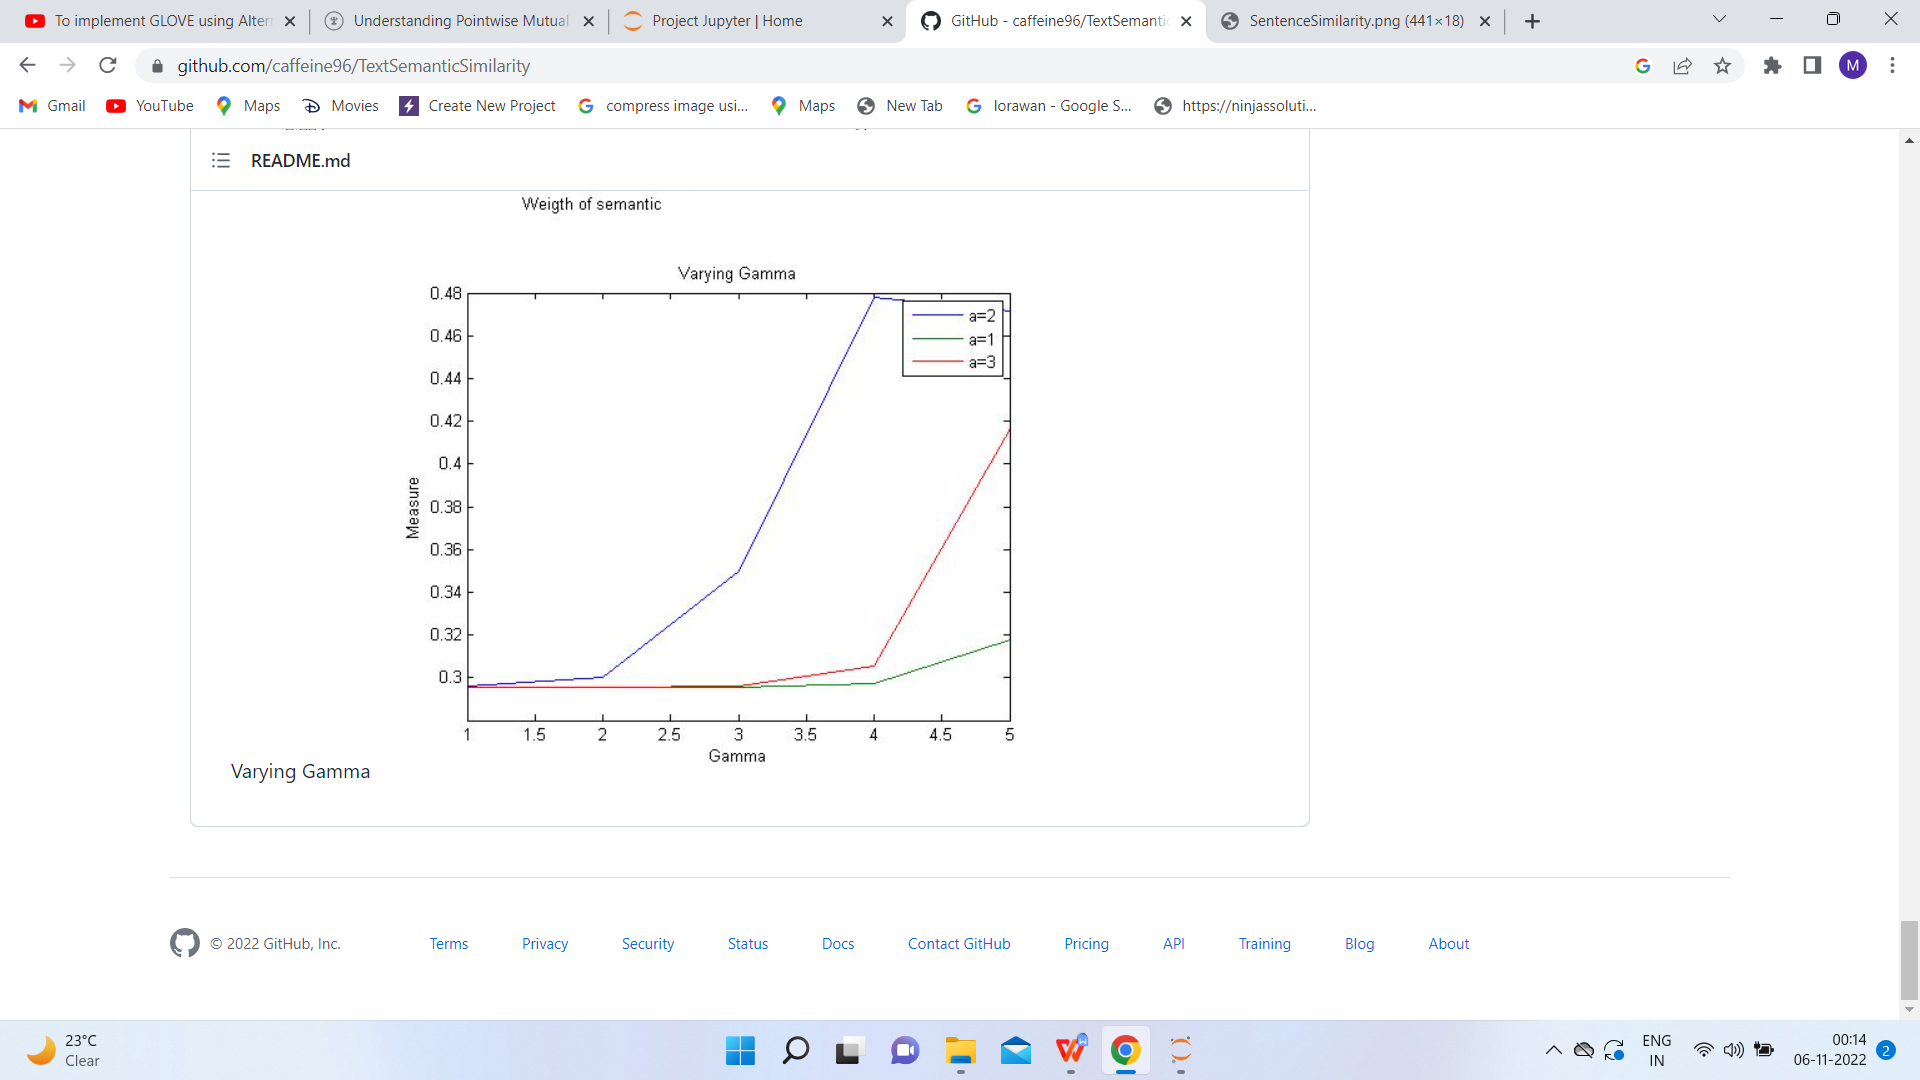 To implement GLOVE using Alter
Understanding Pointwise Mutual
Project Jupyter | Home
GitHub - caffeine96/TextSemantic
SentenceSimilarity.png (441×18)
github.com/caffeine96/TextSemanticSimilarity
M
Gmail
YouTube
Maps
Movies
Create New Project
compress image usi...
Maps
New Tab
lorawan - Google S...
https://ninjassoluti...
README.md
Weigth of semantic
Varying Gamma
0.48
0.46
0.44
0.42
0.4
0.38
0.36
0.34
0.32
0.3
Measure
a=2
a=1
a=3
1 1.5 2 2.5 3 3.5 4 4.5 5
Gamma
Varying Gamma
© 2022 GitHub, Inc.
Terms
Privacy
Security
Status
Docs
Contact GitHub
Pricing
API
Training
Blog
About
23°C
Clear
ENG
IN
00:14
06-11-2022
2